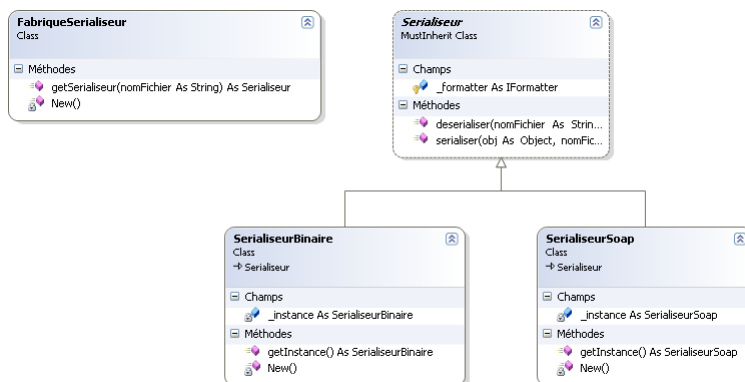 FabriqueSerialiseur
Class
Méthodes
getSerialiseur(nomFichier As String) As Serialiseur
New()
Serialiseur
MustInherit Class
Champs
_formatter As IFormatter
Méthodes
deserialiser(nomFichier As Strin...
serialiser(obj As Object, nomFic...
SerialiseurBinaire
Class
Serialiseur
Champs
_instance As SerialiseurBinaire
Méthodes
getInstance() As SerialiseurBinaire
New()
SerialiseurSoap
Class
Serialiseur
Champs
_instance As SerialiseurSoap
Méthodes
getInstance() As SerialiseurSoap
New()